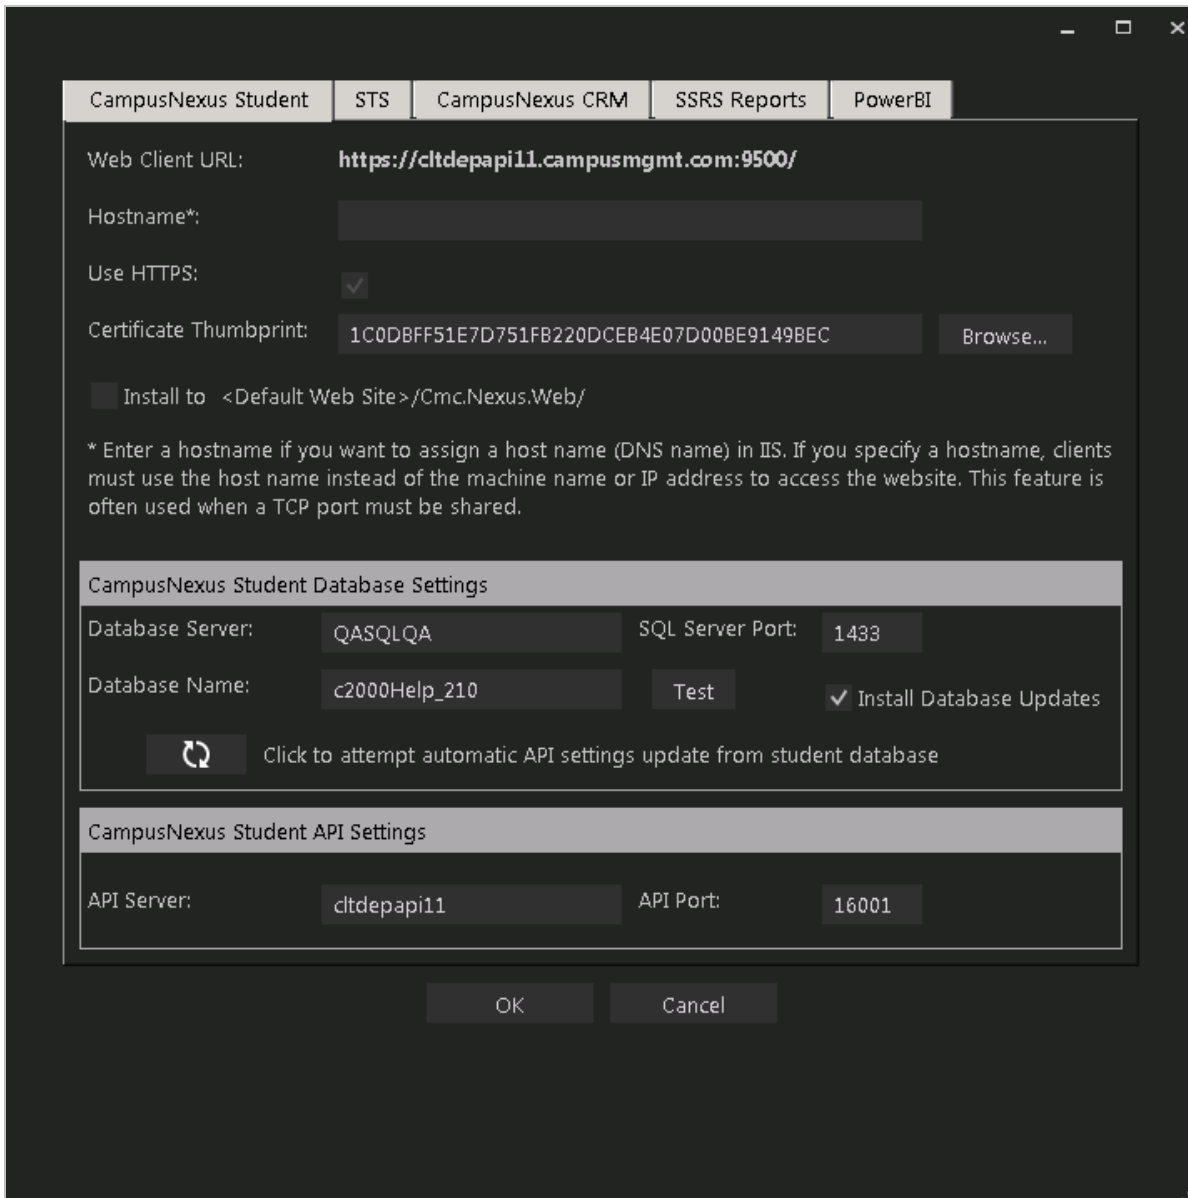 CampusNexus Student STS CampusNexus CRM SSRS Reports PowerBI
Web Client URL: https://cltdepapi11.campusmgmt.com:9500/
Hostname*:
Use HTTPS:
Certificate Thumbprint: 1C0DBFF51E7D751FB220DCEB4E07D00BE9149BEC Browse...
Install to <Default Web Site>/Cmc.Nexus.Web/
* Enter a hostname if you want to assign a host name (DNS name) in IIS. If you specify a hostname, clients
must use the host name instead of the machine name or IP address to access the website. This feature is
often used when a TCP port must be shared.
CampusNexus Student Database Settings
Database Server: QASQLQA SQL Server Port: 1433
Database Name: c2000Help_210 Test Install Database Updates
Click to attempt automatic API settings update from student database
CampusNexus Student API Settings
API Server: cltdepapi11 API Port: 16001
OK Cancel